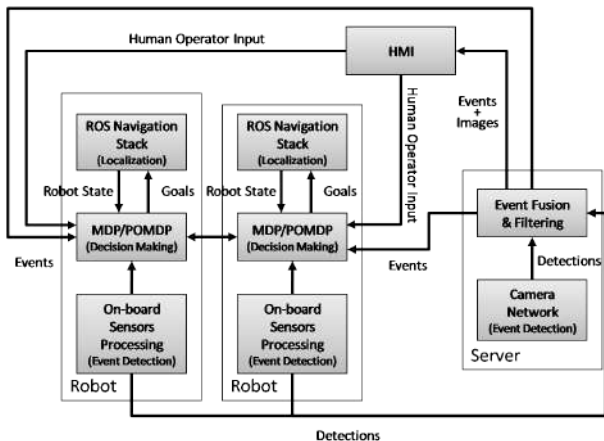 Human Operator Input
HMI
Human Operator Input
Events
+
Images
ROS Navigation
Stack
(Localization)
Robot State
Goals
MDP/POMDP
(Decision Making)
Events
On-board
Sensors
Processing
(Event Detection)
Robot
ROS Navigation
Stack
(Localization)
Robot State
Goals
MDP/POMDP
(Decision Making)
Events
On-board
Sensors
Processing
(Event Detection)
Robot
Event Fusion
& Filtering
Detections
Camera
Network
(Event Detection)
Server
Detections